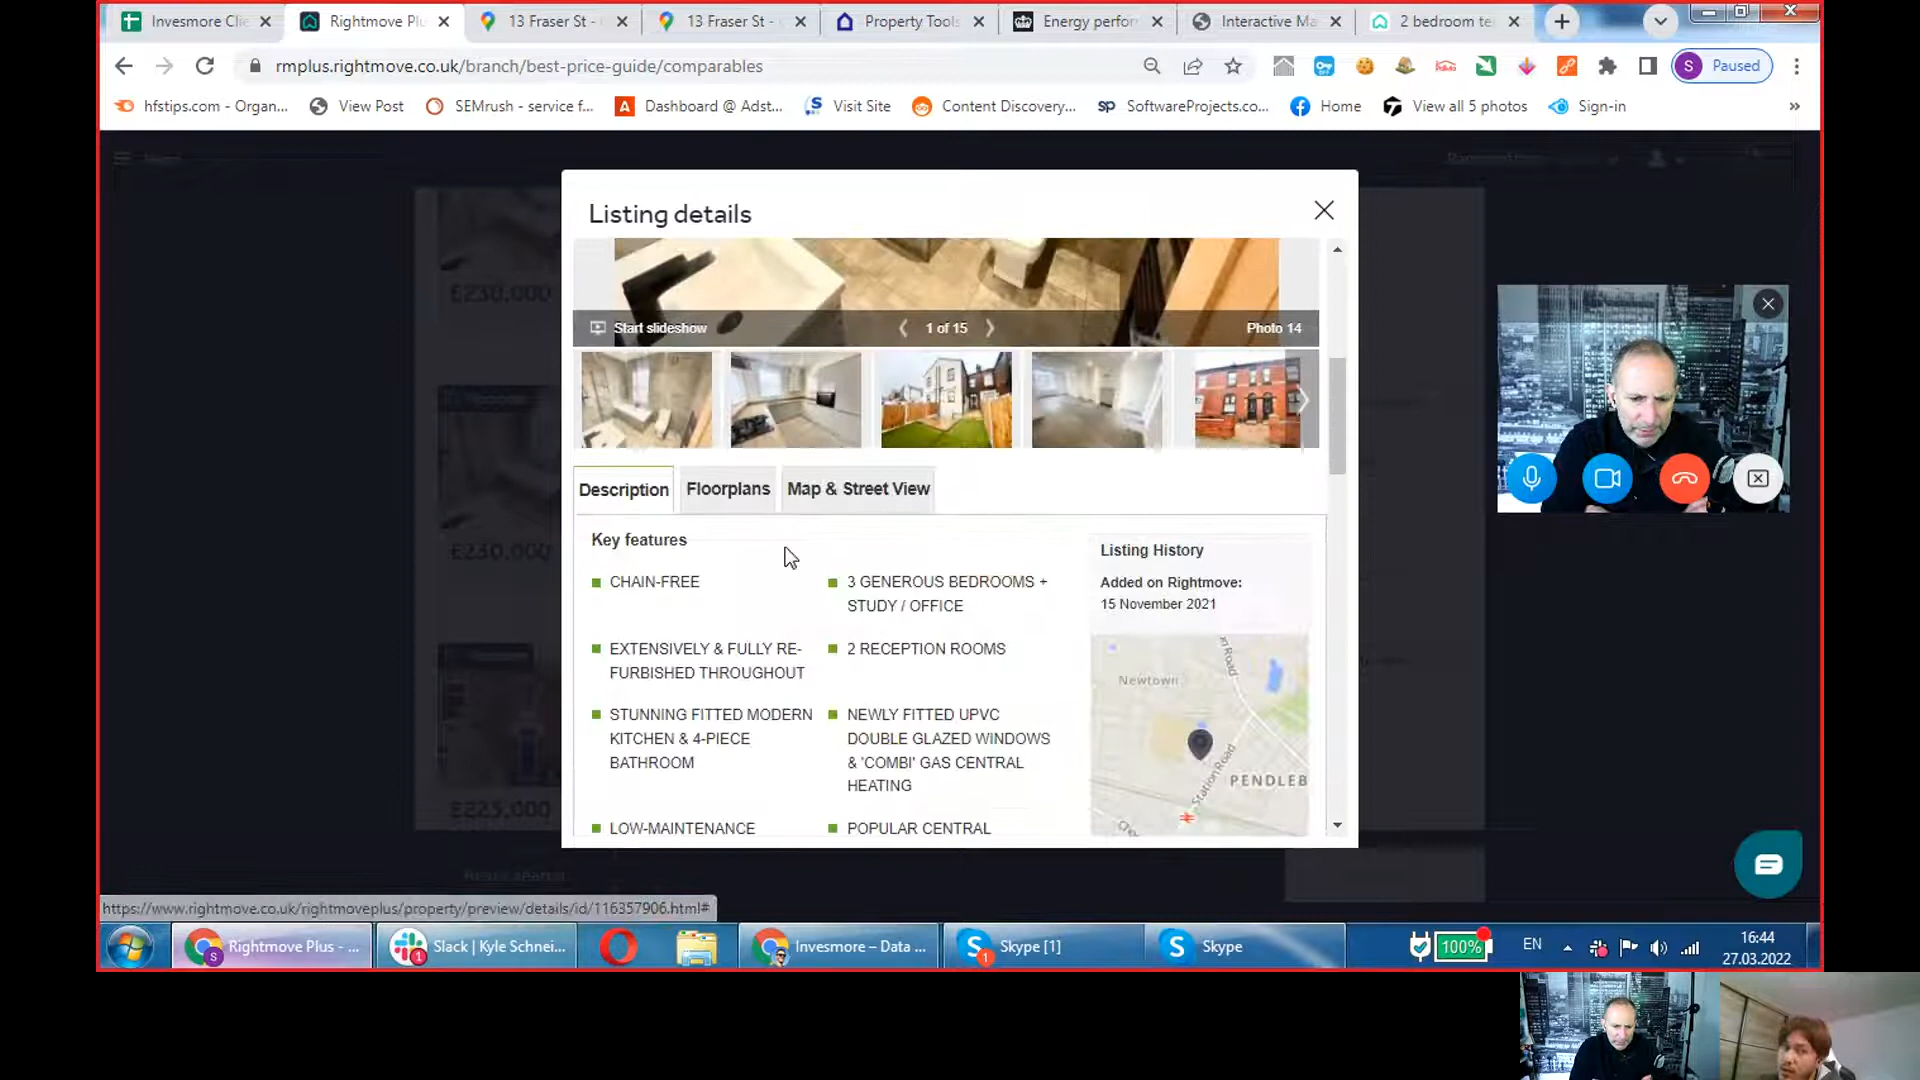 Invesmore Clie
Rightmove Plu
13 Fraser St -
13 Fraser St -
Property Tools
Energy perfor
Interactive Ma
2 bedroom te
rmplus.rightmove.co.uk/branch/best-price-guide/comparables
S
Paused
hfstips.com - Organ...
View Post
SEMrush - service f...
Dashboard @ Adst...
Visit Site
Content Discovery...
sp
SoftwareProjects.co...
Home
View all 5 photos
Sign-in
»
Listing details
£230,000
Start slideshow
1 of 15
Photo 14
Description
Floorplans
Map & Street View
£230,000
Key features
CHAIN-FREE
3 GENEROUS BEDROOMS +
STUDY / OFFICE
EXTENSIVELY & FULLY RE-
FURBISHED THROUGHOUT
2 RECEPTION ROOMS
STUNNING FITTED MODERN
KITCHEN & 4-PIECE
BATHROOM
NEWLY FITTED UPVC
DOUBLE GLAZED WINDOWS
& 'COMBI' GAS CENTRAL
HEATING
LOW-MAINTENANCE
POPULAR CENTRAL
Listing History
Added on Rightmove:
15 November 2021
Newtown
Station Road
PENDLEB
£225,000
https://www.rightmove.co.uk/rightmoveplus/property/preview/details/id/116357906.html#
Rightmove Plus - ...
Slack | Kyle Schnei...
Invesmore – Data ...
Skype [1]
Skype
100%
EN
16:44
27.03.2022